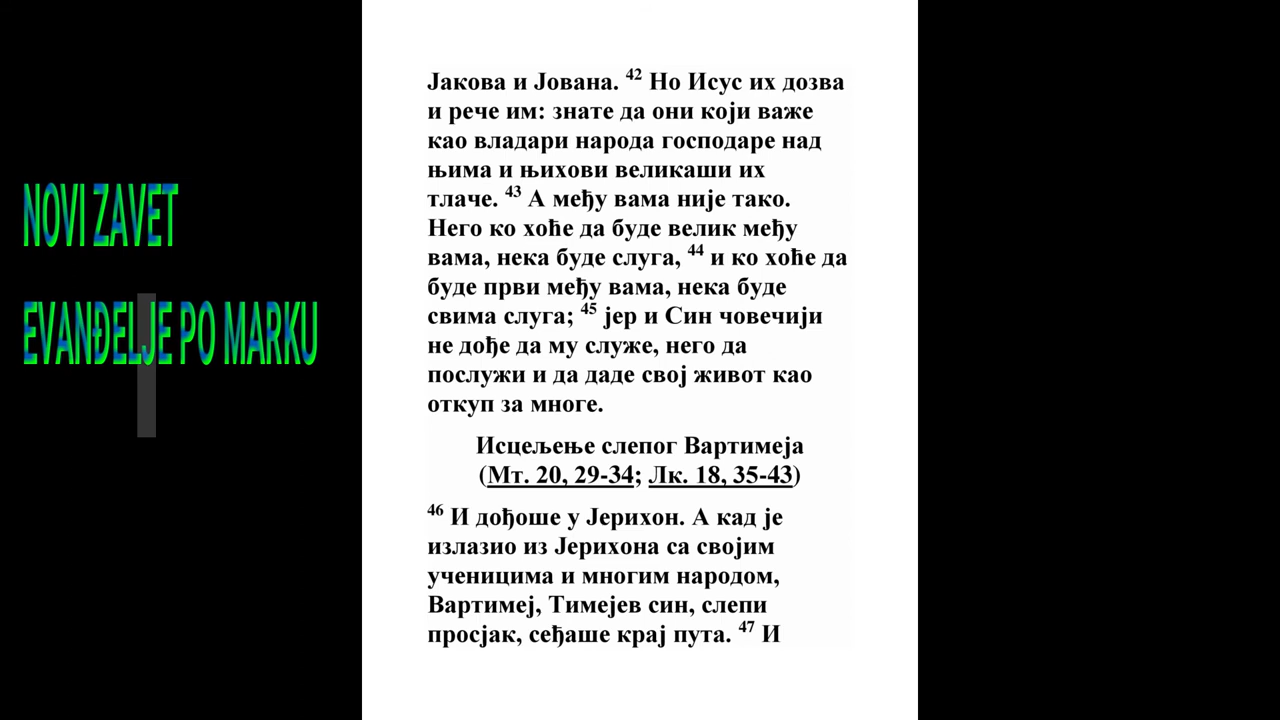 NOVI ZAVET
EVANĐELJE PO MARKU
Јакова и Јована. 42 Но Исус их дозва
и рече им: знате да они који важе
као владари народа господаре над
њима и њихови великаши их
тлаче. 43 А међу вама није тако.
Него ко хоће да буде велик међу
вама, нека буде слуга, 44 и ко хоће да
буде први међу вама, нека буде
свима слуга; 45 јер и Син човечији
не дође да му служе, него да
послужи и да даде свој живот као
откуп за многе.
Исцељење слепог Вартимеја
(Мт. 20, 29-34; Лк. 18, 35-43)
46 И дођоше у Јерихон. А кад је
излазио из Јерихона са својим
ученицима и многим народом,
Вартимеј, Тимејев син, слепи
просјак, сеђаше крај пута. 47 И